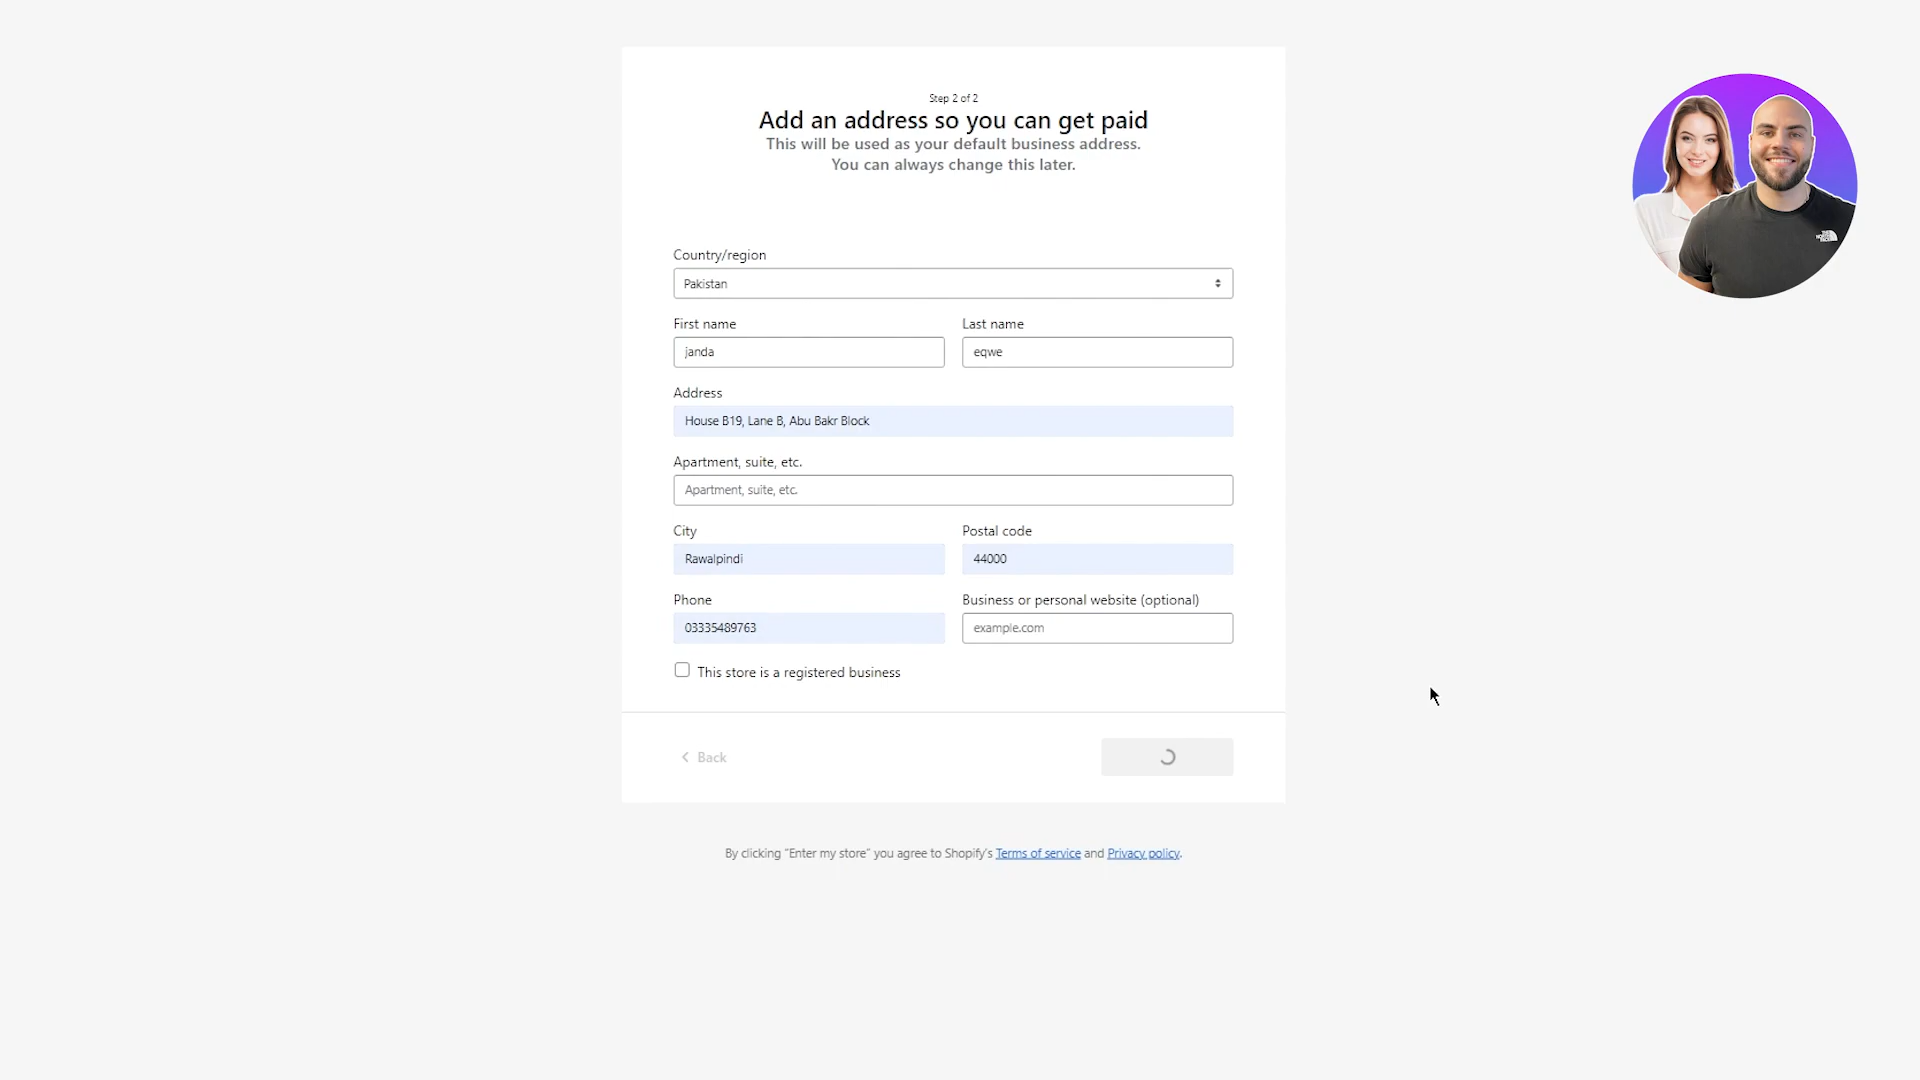 Step 2 of 2
Add an address so you can get paid
This will be used as your default business address.
You can always change this later.
Country/region
Pakistan
First name
Last name
janda
eqwe
Address
House B19, Lane B, Abu Bakr Block
Apartment, suite, etc.
Apartment, suite, etc.
City
Postal code
Rawalpindi
44000
Phone
Business or personal website (optional)
03335489763
example.com
This store is a registered business
Back
By clicking "Enter my store" you agree to Shopify's Terms of service and Privacy policy.